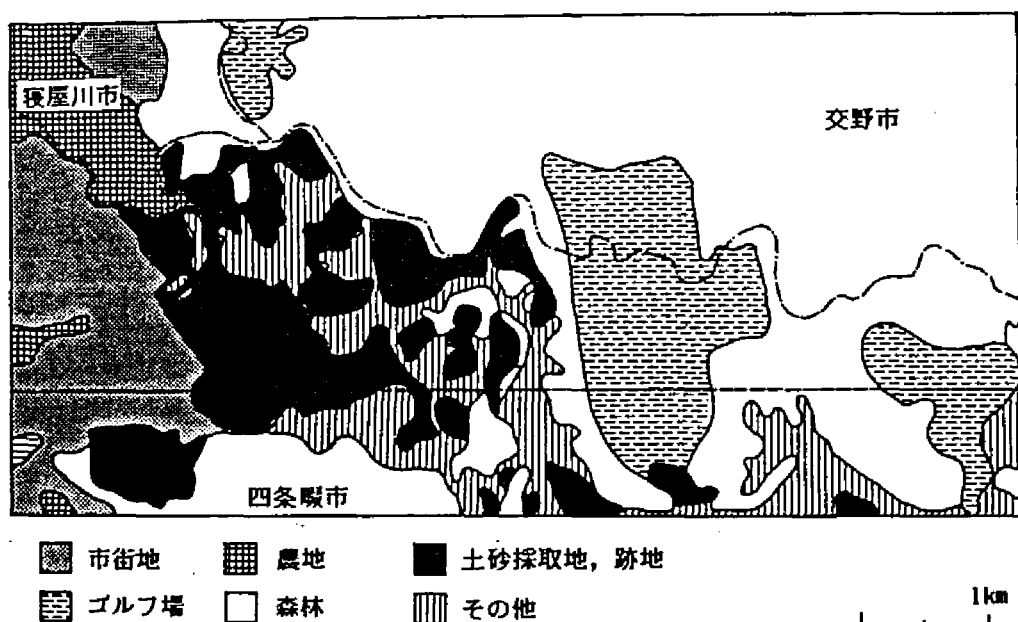 寝屋川市
交野市
四条畷市
市街地 農地 土砂採取地，跡地
ゴルフ場 森林 その他
1km